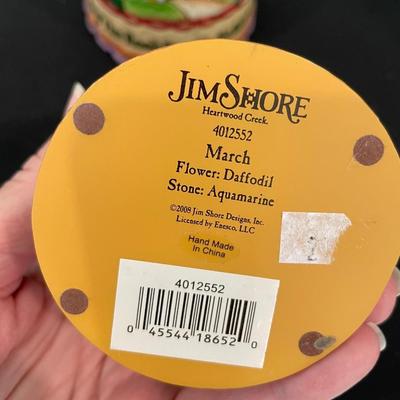 JIM SHORE
Heartwood Creek.
4012552
March
Flower: Daffodil
Stone: Aquamarine
©2008 Jim Shore Designs, Inc.
Licensed by Enesco, LLC
Hand Made
In China
4012552
0 45544 18652 0